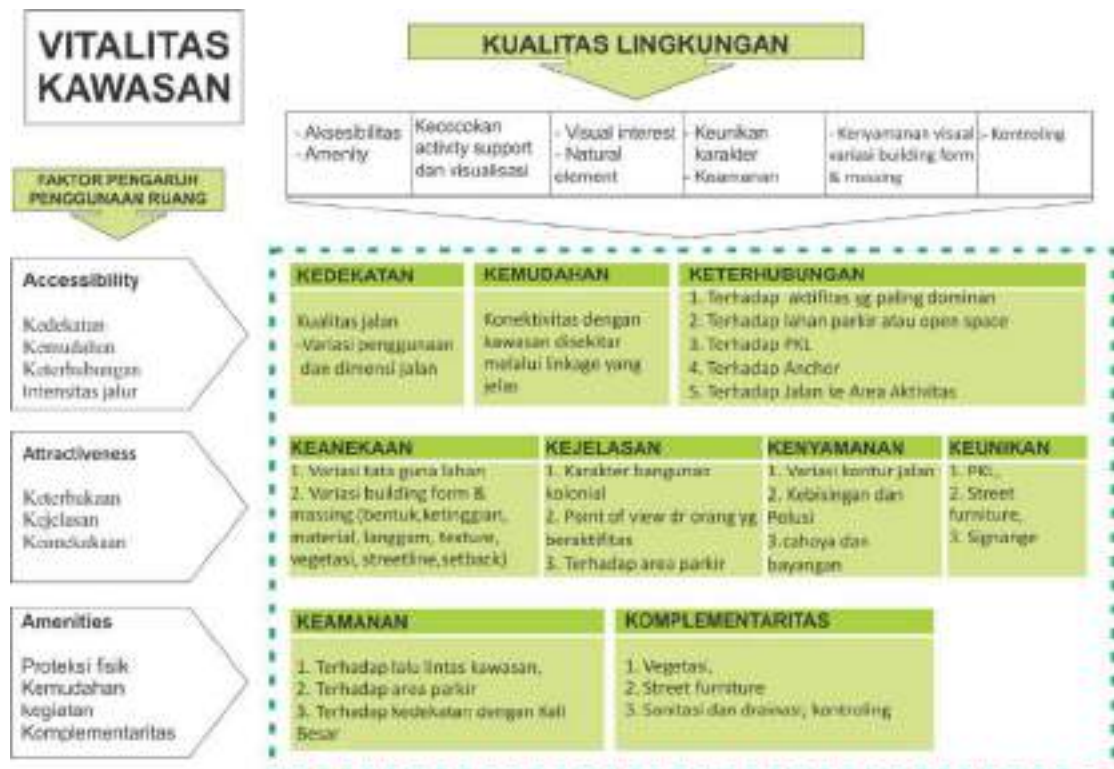 VITALITAS
KAWASAN
KUALITAS LINGKUNGAN
- Aksesibilitas
- Amenity
Kecocokan
activity support
dan visualisasi
- Visual interest
- Natural
element
- Keunikan
karakter
- Keamanan
- Kenyamanan visual
variasi building form
& massing
- Kontroling
FAKTOR PENGARUH
PENGGUNAAN RUANG
Accessibility
Kedekatan
Kemudahan
Keterhubungan
Intensitas jalur
KEDEKATAN
Kualitas jalan
-Variasi penggunaan
dan dimensi jalan
KEMUDAHAN
Konektivitas dengan
kawasan disekitar
melalui linkage yang
jelas
KETERHUBUNGAN
1. Terhadap aktifitas yg paling dominan
2. Terhadap lahan parkir atau open space
3. Terhadap PKL
4. Terhadap Anchor
5. Terhadap Jalan ke Area Aktivitas
Attractiveness
Keterbukaan
Kejelasan
Keanekaan
KEANEKAAN
1. Variasi tata guna lahan
2. Variasi building form &
massing (bentuk,ketinggian,
material, langgam, texture,
vegetasi, streetline,setback)
KEJELASAN
1. Karakter bangunan
kolonial
2. Point of view dr orang yg
beraktifitas
3. Terhadap area parkir
KENYAMANAN
1. Variasi kontur jalan
2. Kebisingan dan
Polusi
3.cahaya dan
bayangan
KEUNIKAN
1. PKL,
2. Street
furniture,
3. Signange
Amenities
Proteksi fisik
Kemudahan
kegiatan
Komplementaritas
KEAMANAN
1. Terhadap lalu lintas kawasan,
2. Terhadap area parkir
3. Terhadap kedekatan dengan Kali
Besar
KOMPLEMENTARITAS
1. Vegetasi,
2. Street furniture
3. Sanitasi dan drainasi, kontroling